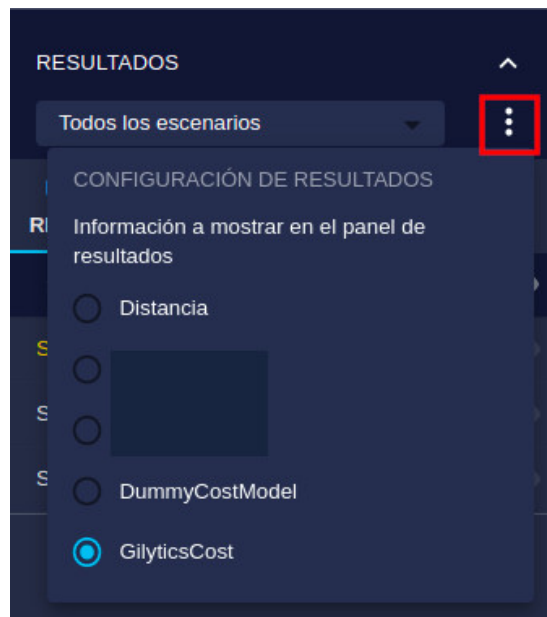 RESULTADOS
Todos los escenarios
CONFIGURACIÓN DE RESULTADOS
Información a mostrar en el panel de
resultados
Distancia
DummyCostModel
GilyticsCost